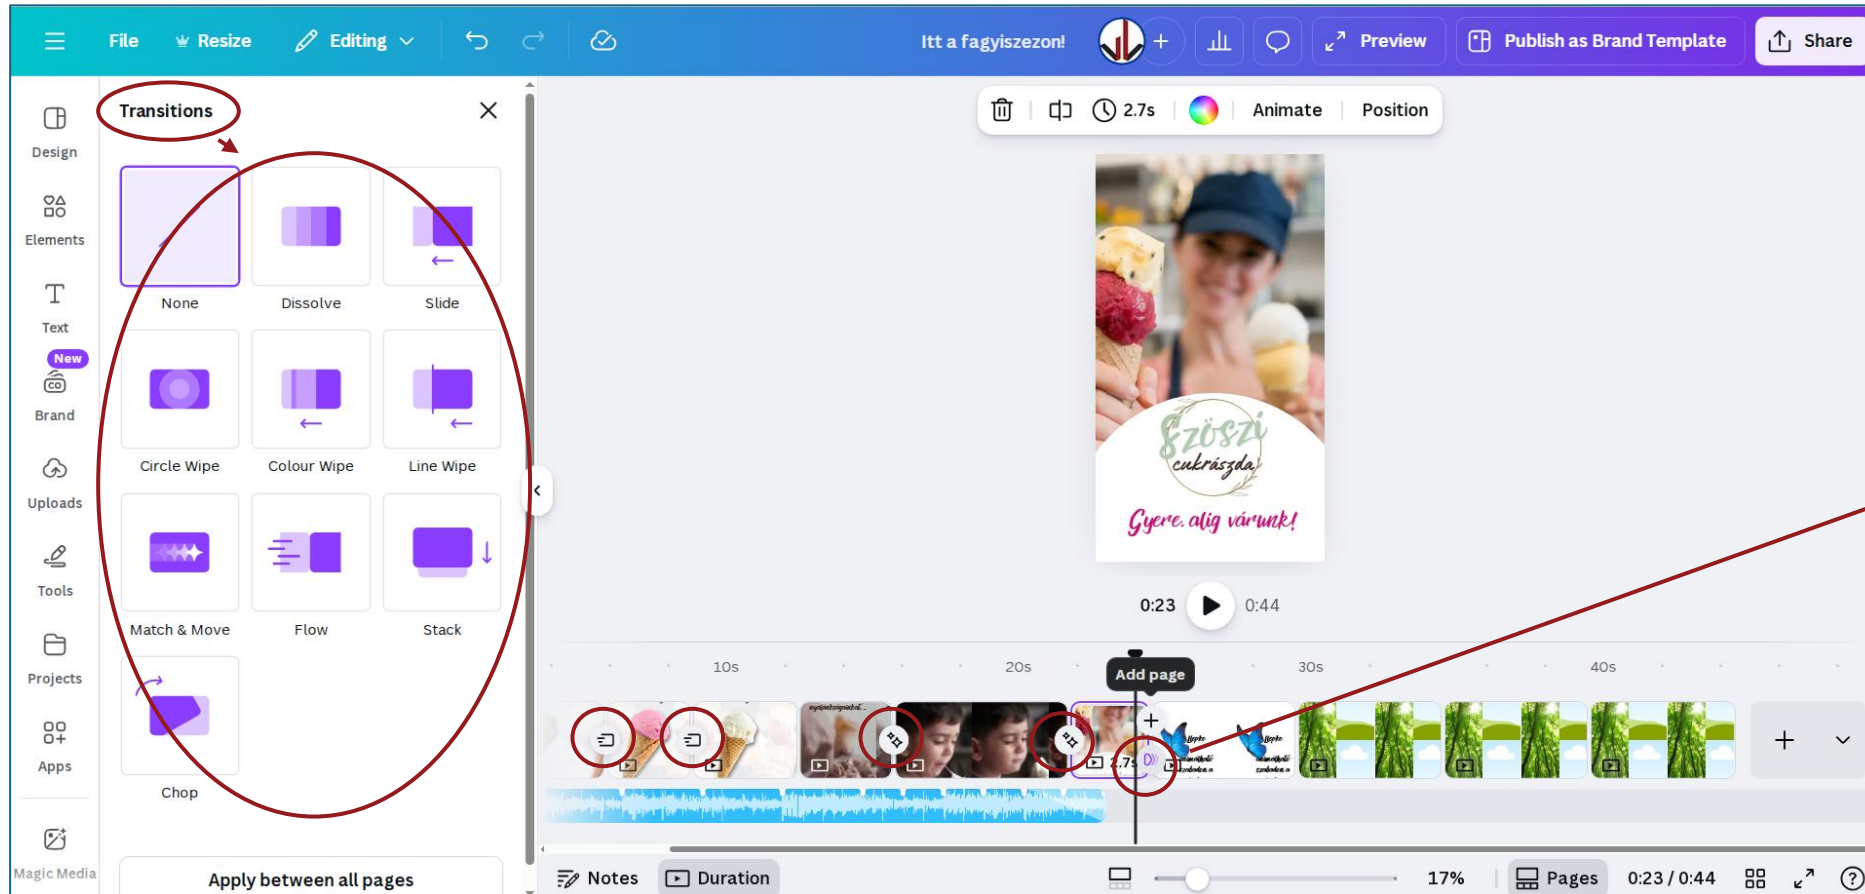 File
Resize
Editing
Itt a fagyiszezon!
Preview
Publish as Brand Template
Share
Design
Elements
Text
New
Brand
Uploads
Tools
Projects
Apps
Magic Media
Transitions
None
Dissolve
Slide
Circle Wipe
Colour Wipe
Line Wipe
Match & Move
Flow
Stack
Chop
Apply between all pages
2.7s
Animate
Position
Szöszi
cukrászda
Gyere, alig várunk!
0:23
0:44
10s
20s
30s
40s
Add page
2.7s
Notes
Duration
17%
Pages
0:23 / 0:44